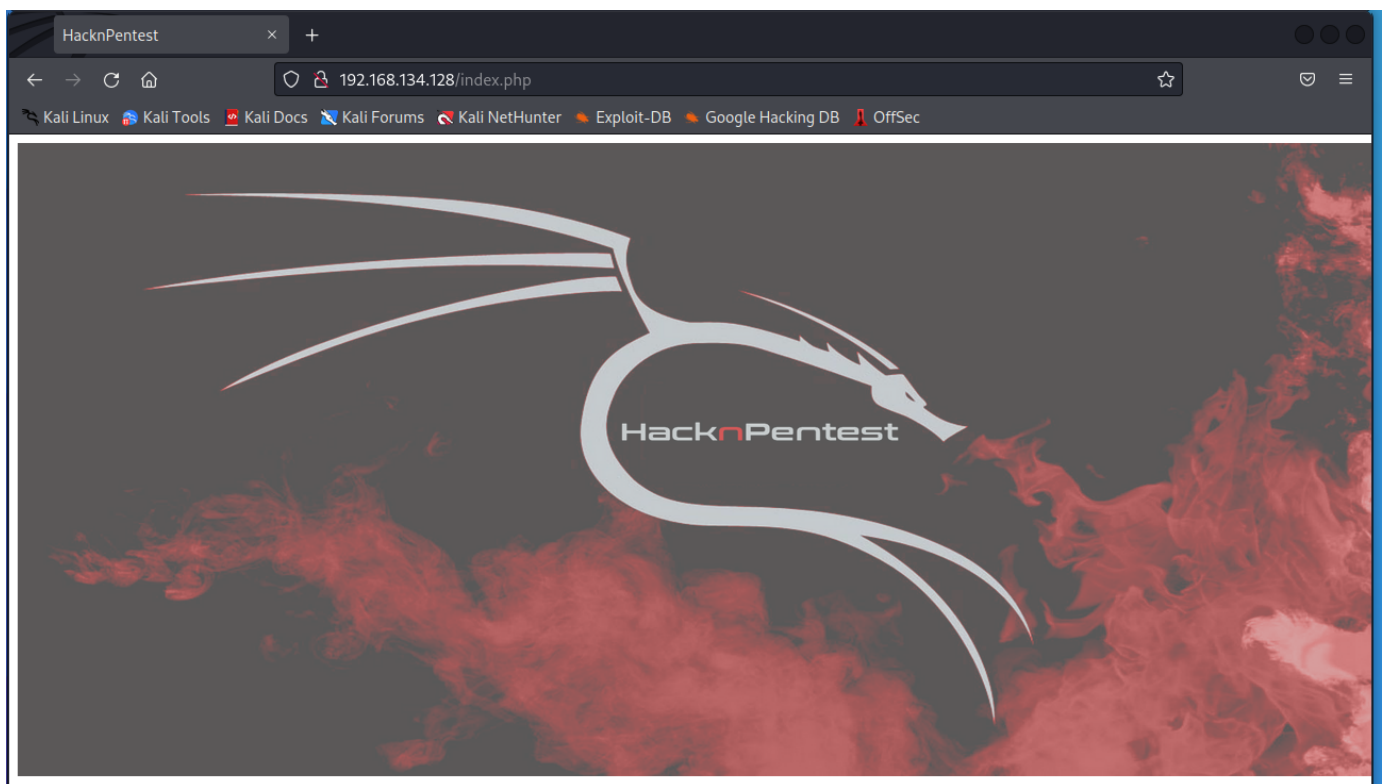 HacknPentest
192.168.134.128/index.php
Kali Linux Kali Tools Kali Docs Kali Forums Kali NetHunter Exploit-DB Google Hacking DB OffSec
HacknPentest